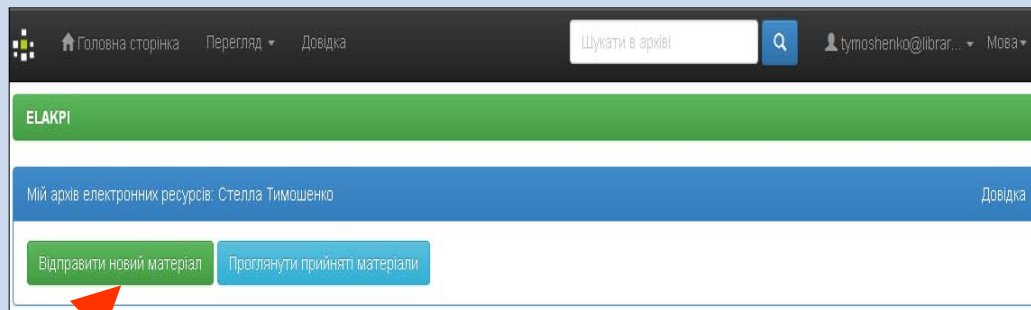 Головна сторінка Перегляд Довідка Шукати в архіві tymoshenko@librar... Мова
ELAKPI
Мій архів електронних ресурсів: Стелла Тимошенко Довідка
Відправити новий матеріал Проглянути прийняті матеріали